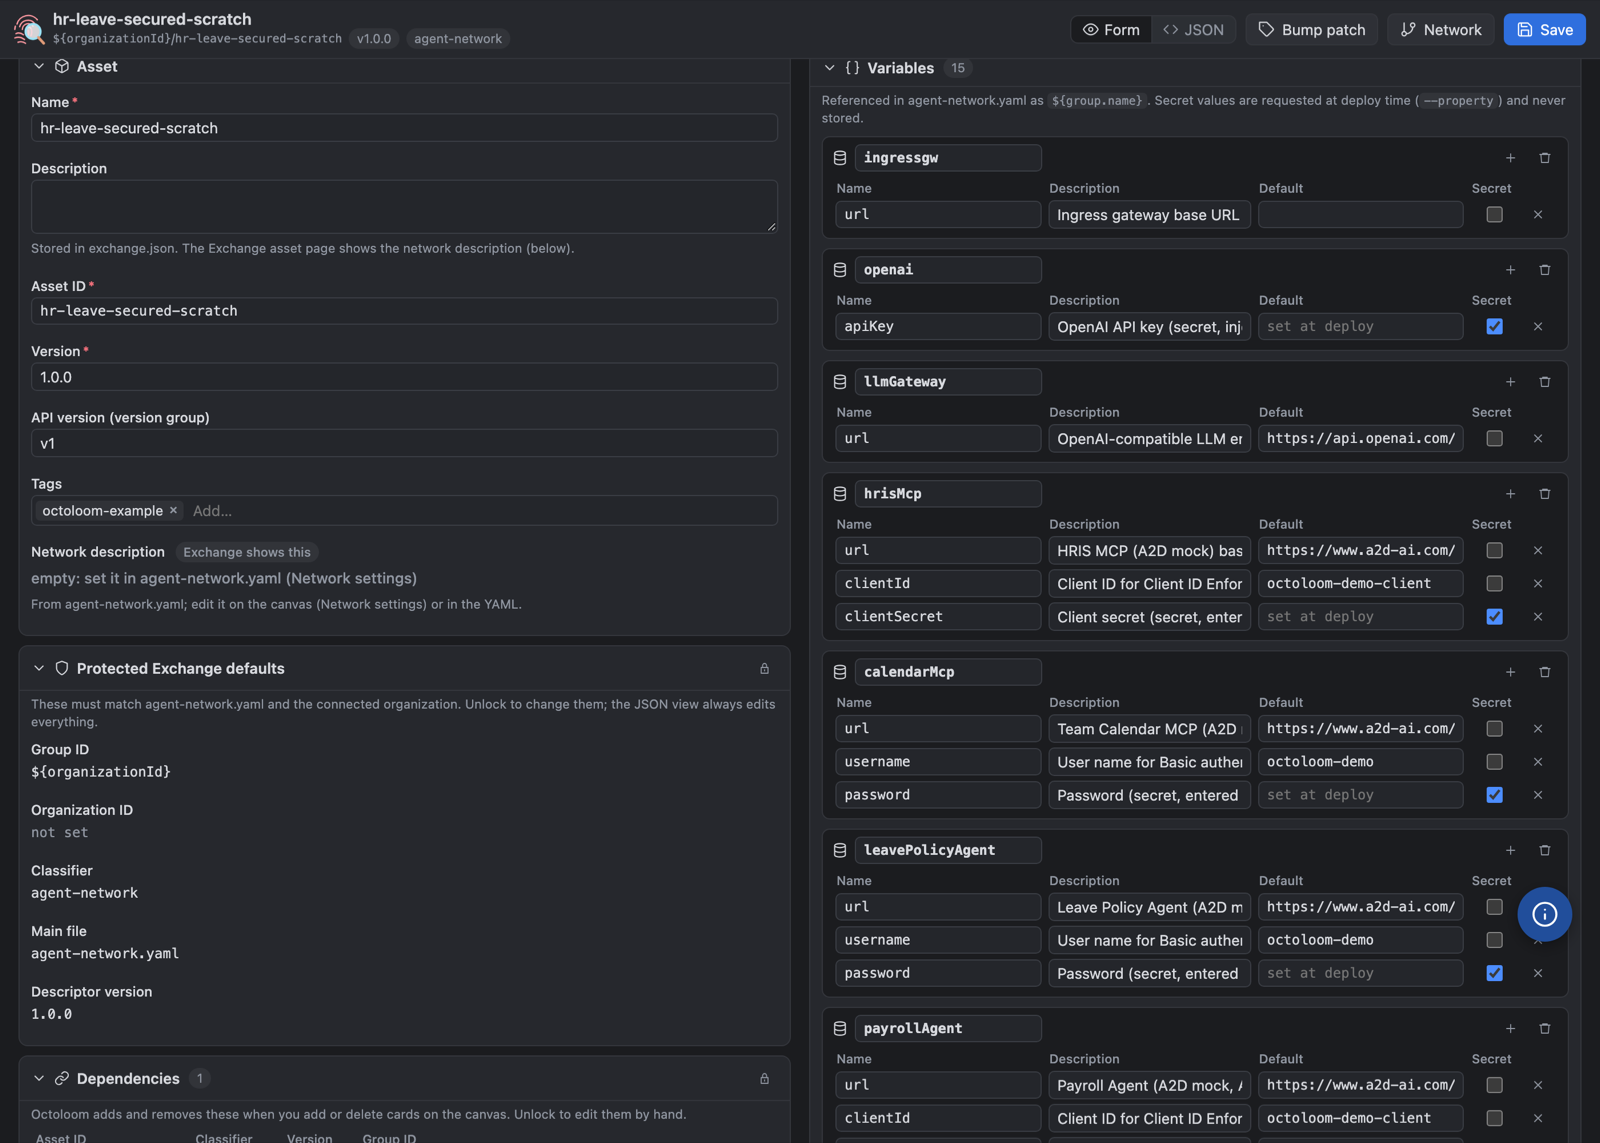 hr-leave-secured-scratch
${organizationId}/hr-leave-secured-scratch v1.0.0 agent-network
Form
JSON
Bump patch
Network
Save
Asset
Name*
hr-leave-secured-scratch
Description
Stored in exchange.json. The Exchange asset page shows the network description (below).
Asset ID*
hr-leave-secured-scratch
Version*
1.0.0
API version (version group)
v1
Tags
octoloom-example × Add...
Network description Exchange shows this
empty: set it in agent-network.yaml (Network settings)
From agent-network.yaml; edit it on the canvas (Network settings) or in the YAML.
Protected Exchange defaults
These must match agent-network.yaml and the connected organization. Unlock to change them; the JSON view always edits
everything.
Group ID
${organizationId}
Organization ID
not set
Classifier
agent-network
Main file
agent-network.yaml
Descriptor version
1.0.0
Dependencies 1
Octoloom adds and removes these when you add or delete cards on the canvas. Unlock to edit them by hand.
Asset ID Classifier Version Group ID
{} Variables 15
Referenced in agent-network.yaml as ${group.name}. Secret values are requested at deploy time (--property) and never
stored.
ingressgw
Name Description Default Secret
url Ingress gateway base URL
openai
Name Description Default Secret
apiKey OpenAI API key (secret, inj set at deploy
llmGateway
Name Description Default Secret
url OpenAI-compatible LLM er https://api.openai.com/
hrisMcp
Name Description Default Secret
url HRIS MCP (A2D mock) bas https://www.a2d-ai.com/
clientId Client ID for Client ID Enfor octoloom-demo-client
clientSecret Client secret (secret, enter set at deploy
calendarMcp
Name Description Default Secret
url Team Calendar MCP (A2D https://www.a2d-ai.com/
username User name for Basic auther octoloom-demo
password Password (secret, entered set at deploy
leavePolicyAgent
Name Description Default Secret
url Leave Policy Agent (A2D m https://www.a2d-ai.com/
username User name for Basic auther octoloom-demo
password Password (secret, entered set at deploy
payrollAgent
Name Description Default Secret
url Payroll Agent (A2D mock, https://www.a2d-ai.com/
clientId Client ID for Client ID Enfor octoloom-demo-client